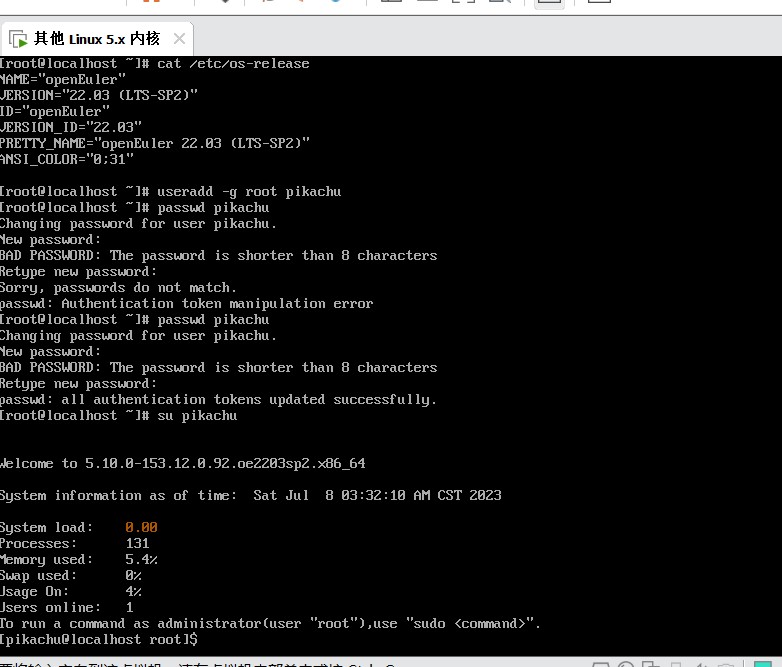 其他 Linux 5.x 内核
[root@localhost ~]# cat /etc/os-release
NAME="openEuler"
VERSION="22.03 (LTS-SP2)"
ID="openEuler"
VERSION_ID="22.03"
PRETTY_NAME="openEuler 22.03 (LTS-SP2)"
ANSI_COLOR="0;31"
[root@localhost ~]# useradd -g root pikachu
[root@localhost ~]# passwd pikachu
Changing password for user pikachu.
New password:
BAD PASSWORD: The password is shorter than 8 characters
Retype new password:
Sorry, passwords do not match.
passwd: Authentication token manipulation error
[root@localhost ~]# passwd pikachu
Changing password for user pikachu.
New password:
BAD PASSWORD: The password is shorter than 8 characters
Retype new password:
passwd: all authentication tokens updated successfully.
[root@localhost ~]# su pikachu
Welcome to 5.10.0-153.12.0.92.oe2203sp2.x86_64
System information as of time:  Sat Jul  8 03:32:10 AM CST 2023
System load:    0.00
Processes:      131
Memory used:    5.4%
Swap used:      0%
Usage On:       4%
Users online:   1
To run a command as administrator(user "root"),use "sudo <command>".
[pikachu@localhost root]$